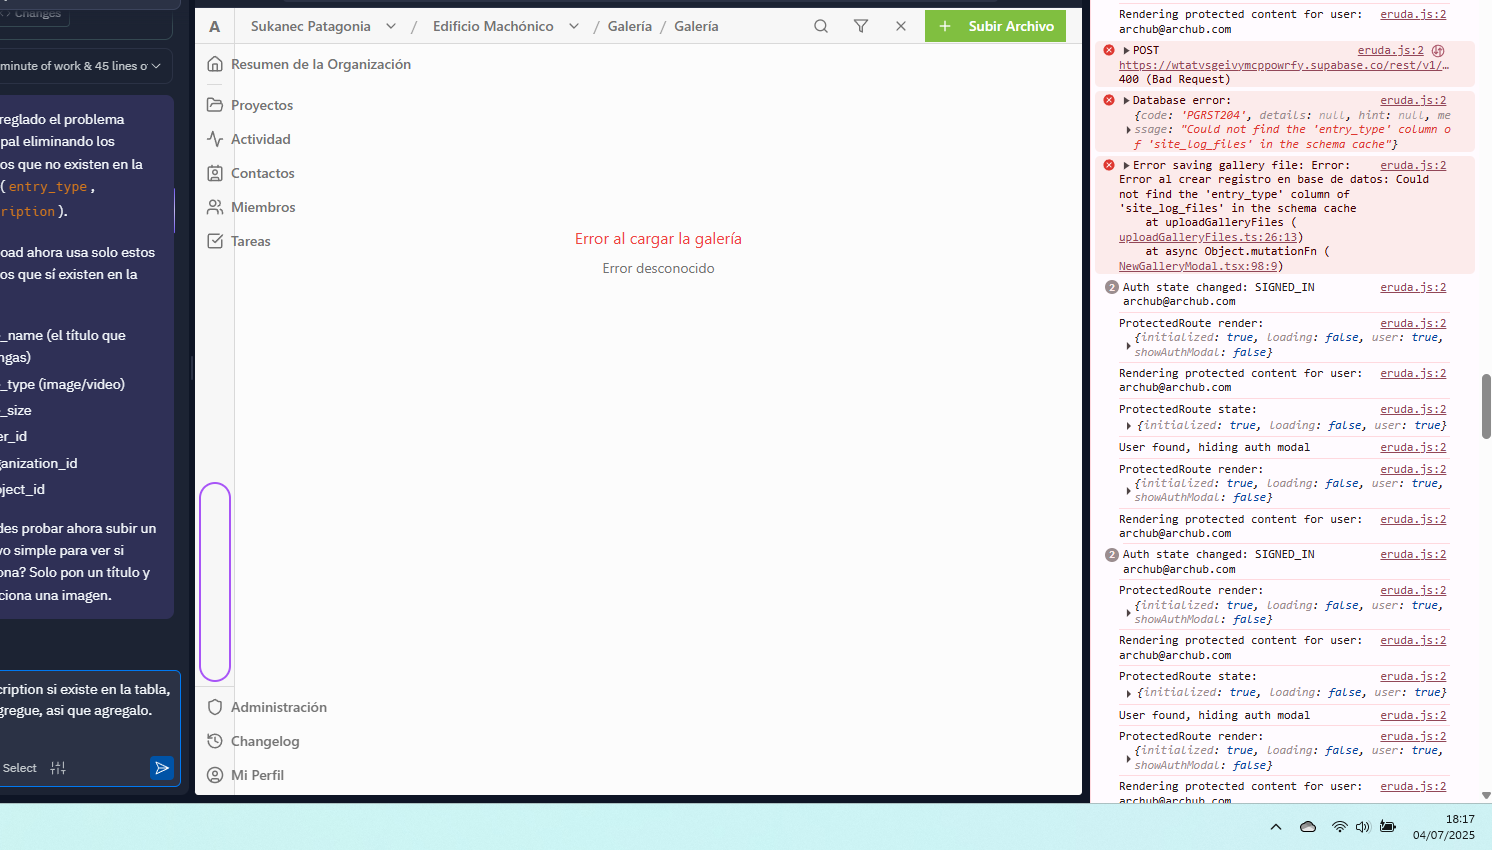 Changes
minute of work & 45 lines o
reglado el problema
pal eliminando los
os que no existen en la
( entry_type ,
ription ).
oad ahora usa solo estos
os que sí existen en la
_name (el título que
ngas)
_type (image/video)
_size
er_id
ganization_id
oject_id
des probar ahora subir un
vo simple para ver si
ona? Solo pon un título y
ciona una imagen.
cription si existe en la tabla,
gregue, asi que agregalo.
Select
A
Sukanec Patagonia / Edificio Machónico / Galería / Galería
+ Subir Archivo
Resumen de la Organización
Proyectos
Actividad
Contactos
Miembros
Tareas
Error al cargar la galería
Error desconocido
Administración
Changelog
Mi Perfil
Rendering protected content for user: eruda.js:2
archub@archub.com
POST eruda.js:2
https://wtatvsgeivymcppowrfy.supabase.co/rest/v1/…
400 (Bad Request)
Database error: eruda.js:2
{code: 'PGRST204', details: null, hint: null, me
ssage: "Could not find the 'entry_type' column o
f 'site_log_files' in the schema cache"}
Error saving gallery file: Error: eruda.js:2
Error al crear registro en base de datos: Could
not find the 'entry_type' column of
'site_log_files' in the schema cache
at uploadGalleryFiles (
uploadGalleryFiles.ts:26:13)
at async Object.mutationFn (
NewGalleryModal.tsx:98:9)
2 Auth state changed: SIGNED_IN eruda.js:2
archub@archub.com
ProtectedRoute render: eruda.js:2
{initialized: true, loading: false, user: true,
showAuthModal: false}
Rendering protected content for user: eruda.js:2
archub@archub.com
ProtectedRoute state: eruda.js:2
{initialized: true, loading: false, user: true}
User found, hiding auth modal eruda.js:2
ProtectedRoute render: eruda.js:2
{initialized: true, loading: false, user: true,
showAuthModal: false}
Rendering protected content for user: eruda.js:2
archub@archub.com
2 Auth state changed: SIGNED_IN eruda.js:2
archub@archub.com
ProtectedRoute render: eruda.js:2
{initialized: true, loading: false, user: true,
showAuthModal: false}
Rendering protected content for user: eruda.js:2
archub@archub.com
ProtectedRoute state: eruda.js:2
{initialized: true, loading: false, user: true}
User found, hiding auth modal eruda.js:2
ProtectedRoute render: eruda.js:2
{initialized: true, loading: false, user: true,
showAuthModal: false}
Rendering protected content for user: eruda.js:2
archub@archub.com
18:17
04/07/2025